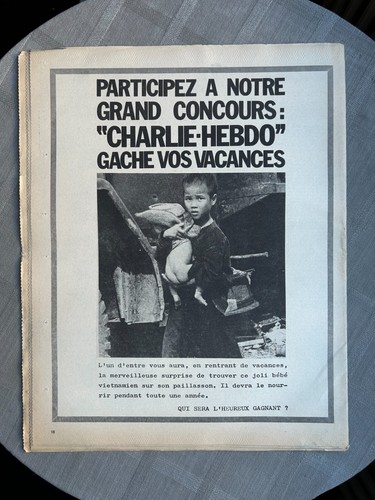 PARTICIPEZ A NOTRE
GRAND CONCOURS :
"CHARLIE-HEBDO"
GACHE VOS VACANCES
L'un d'entre vous aura, en rentrant de vacances,
la merveilleuse surprise de trouver ce joli bébé
vietnamien sur son paillasson. Il devra le nour-
rir pendant toute une année.
QUI SERA L'HEUREUX GAGNANT ?